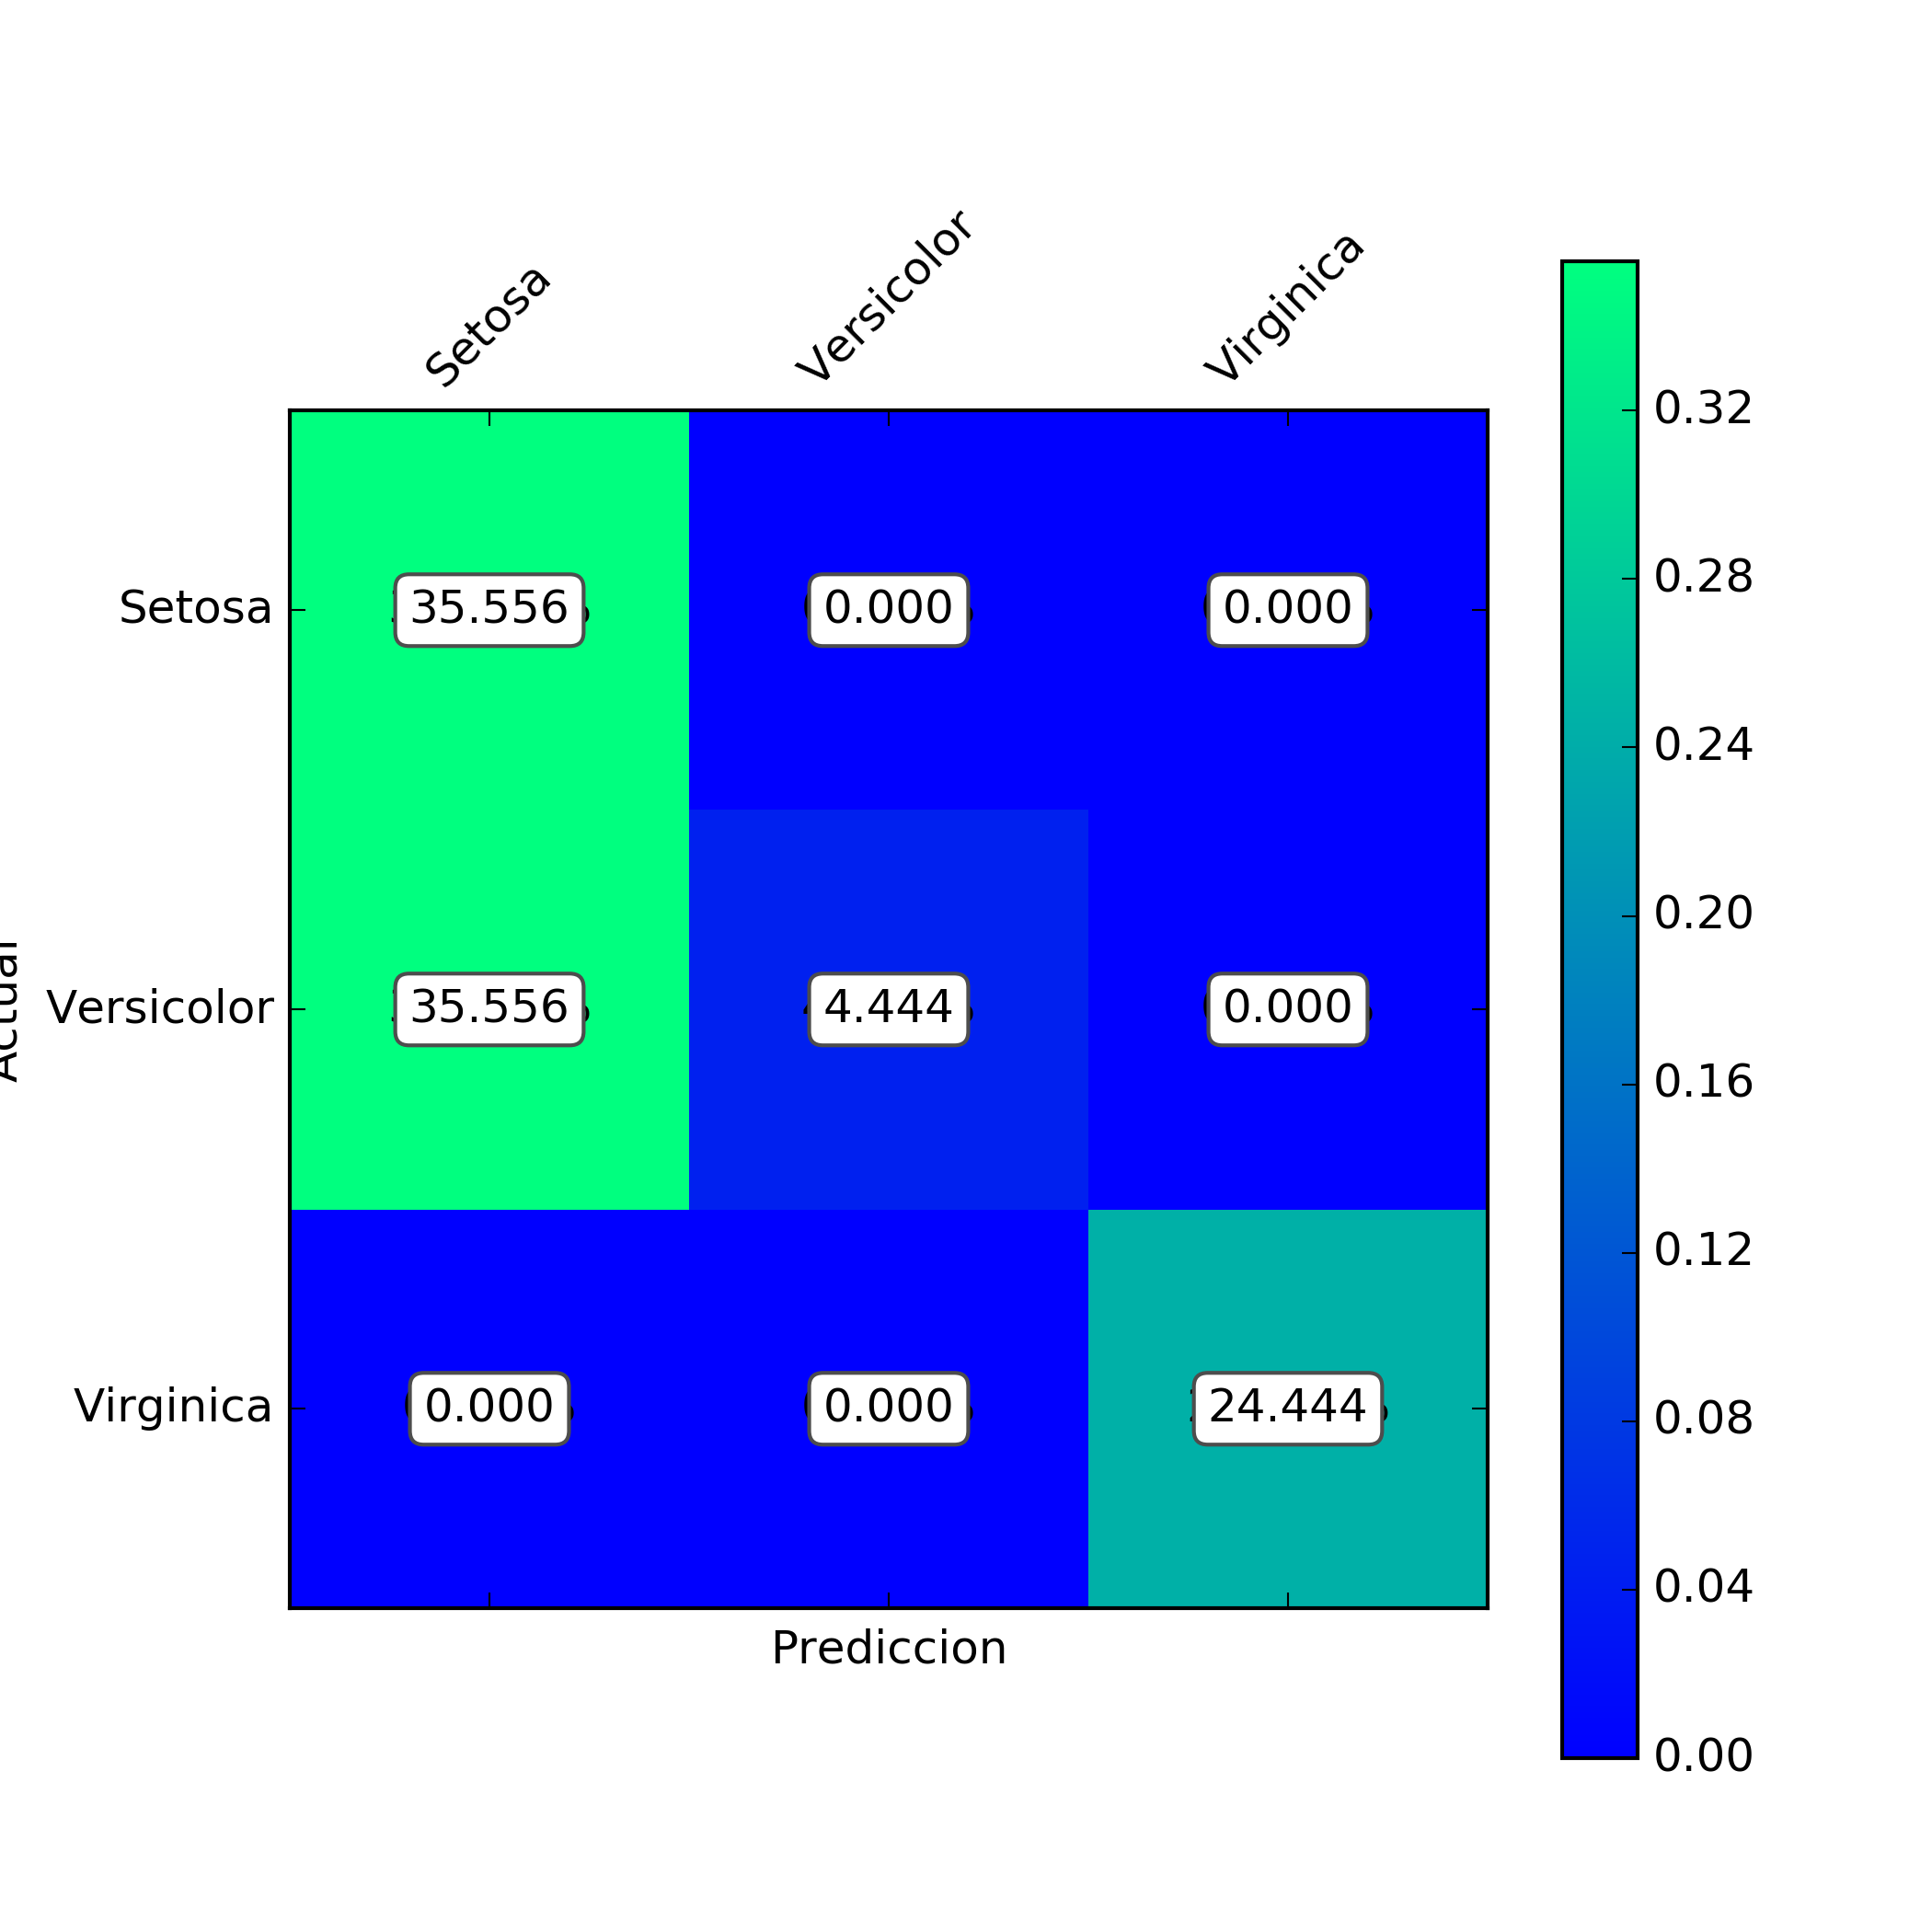 Setosa Versicolor Virginica
0.32
0.28
Setosa 35.556 0.000 0.000
0.24
0.20
Actual
Versicolor 35.556 4.444 0.000
0.16
0.12
Virginica 0.000 0.000 24.444
0.08
0.04
Prediccion
0.00